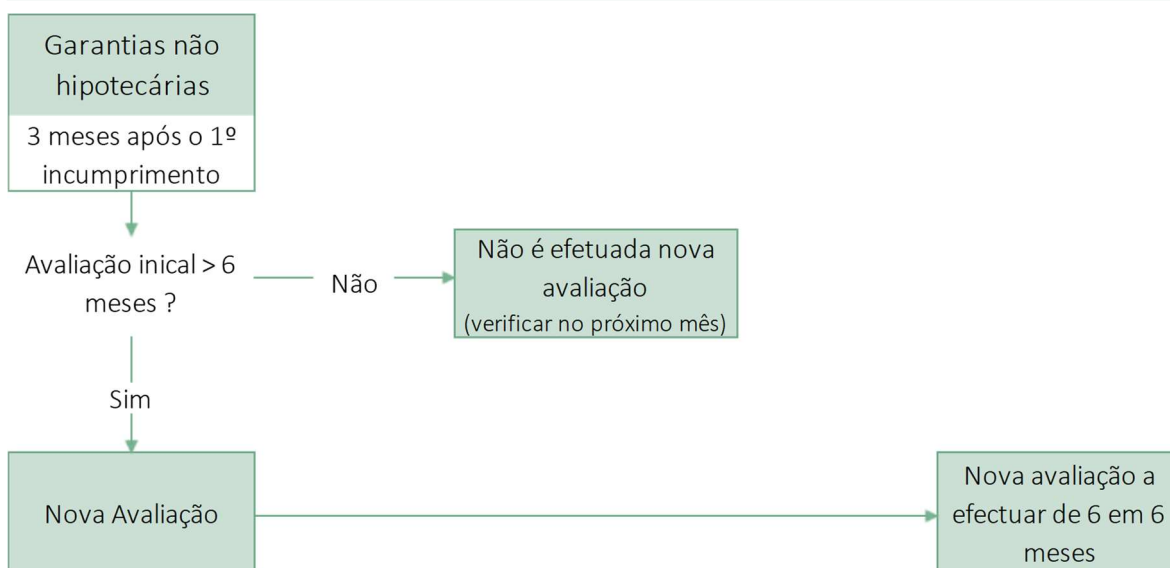 Garantias não
hipotecárias
3 meses após o 1º
incumprimento
Avaliação inical > 6
meses ?
Não
Não é efetuada nova
avaliação
(verificar no próximo mês)
Sim
Nova Avaliação
Nova avaliação a
efectuar de 6 em 6
meses